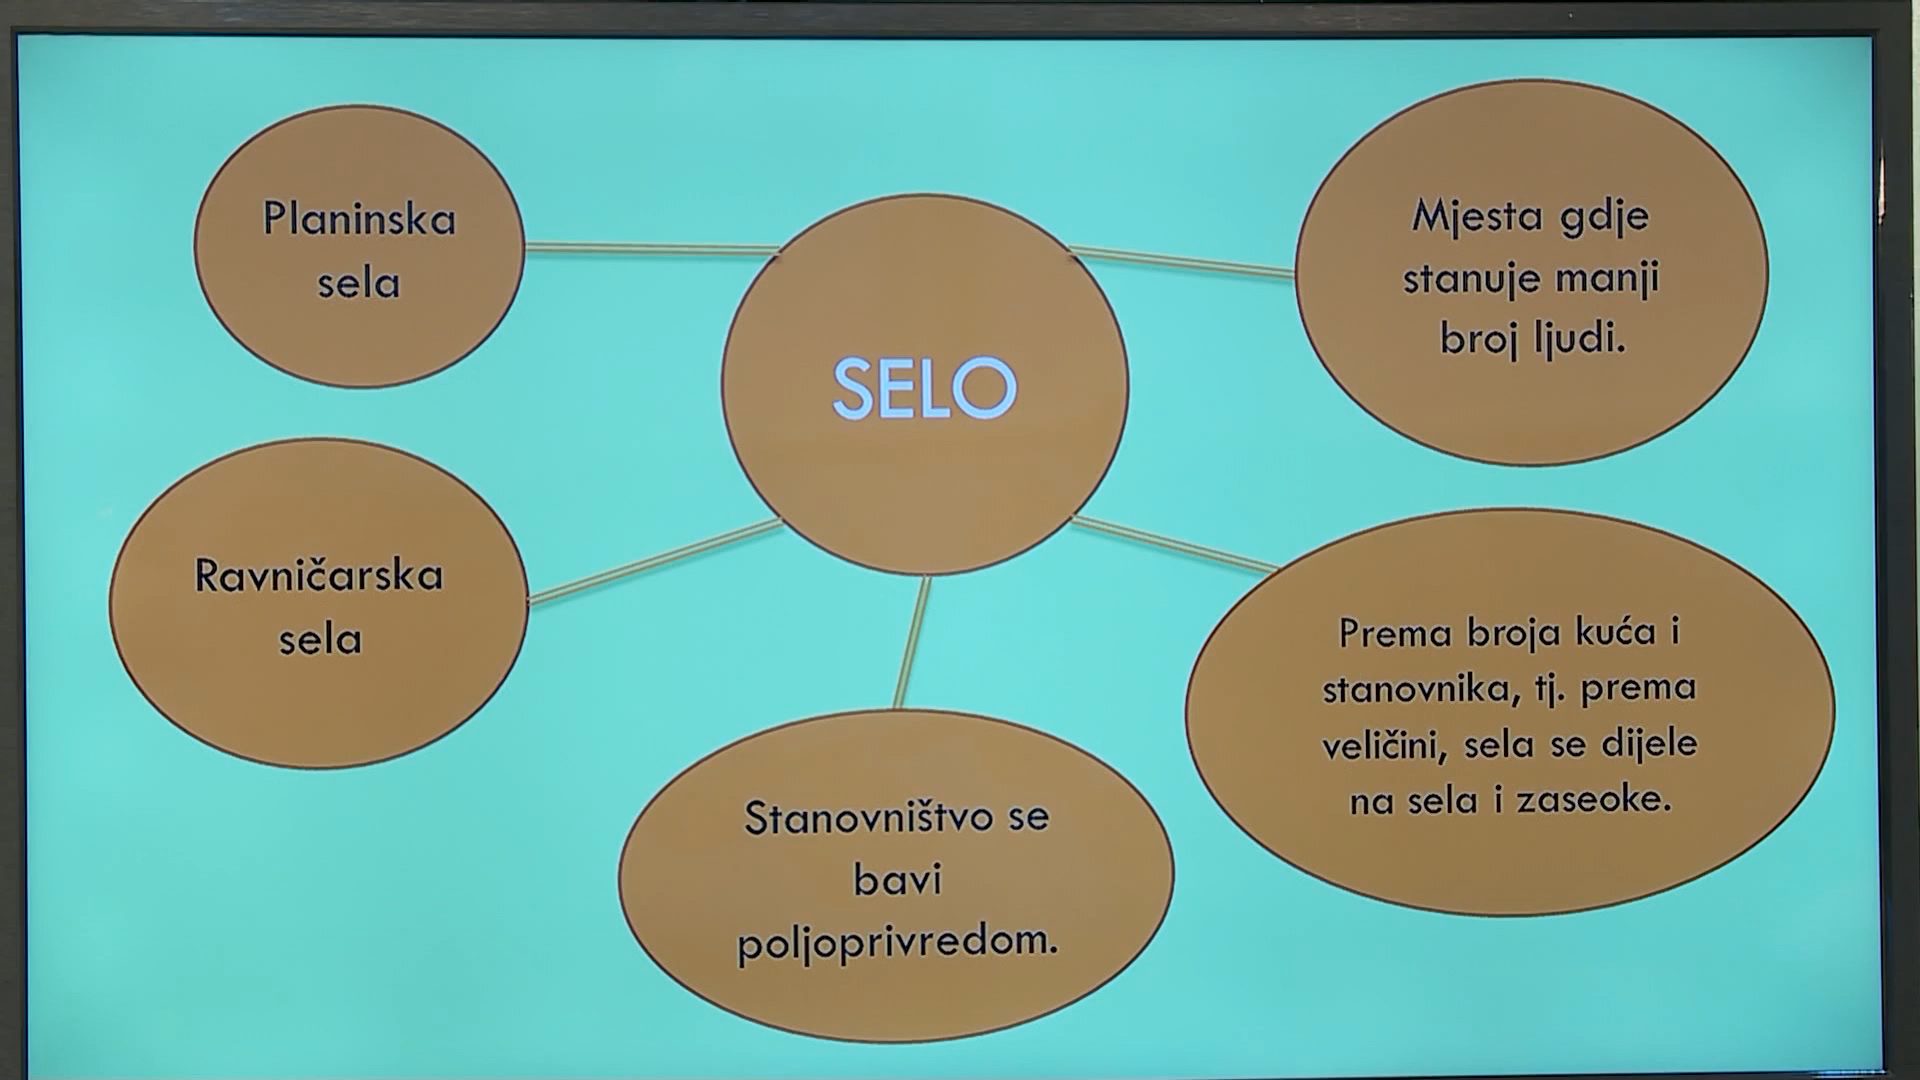 Planinska
sela
SELO
Mjesta gdje
stanuje manji
broj ljudi.
Ravničarska
sela
Stanovništvo se
bavi
poljoprivredom.
Prema broja kuća i
stanovnika, tj. prema
veličini, sela se dijele
na sela i zaseoke.